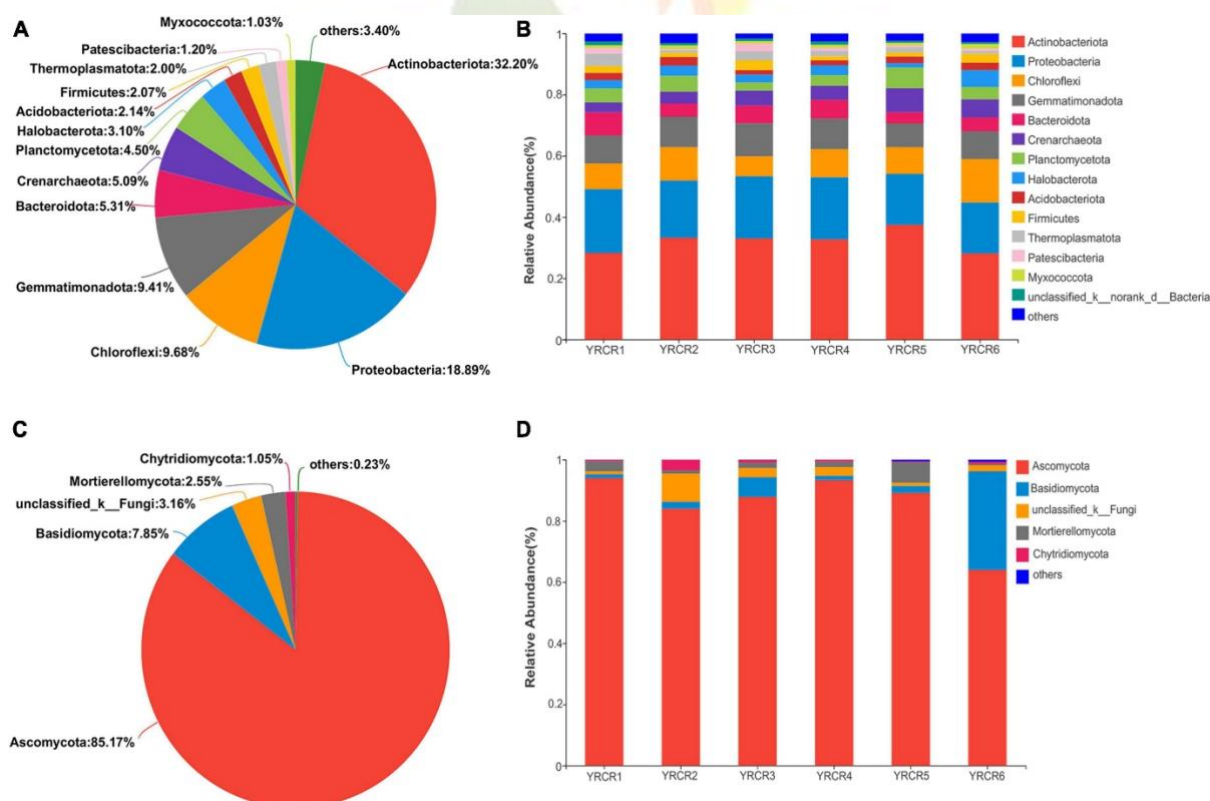 A
Myxococcota:1.03%
others:3.40%
Patescibacteria:1.20%
Actinobacteriota:32.20%
Thermoplasmatota:2.00%
Firmicutes:2.07%
Acidobacteriota:2.14%
Halobacterota:3.10%
Planctomycetota:4.50%
Crenarchaeota:5.09%
Bacteroidota:5.31%
Gemmatimonadota:9.41%
Chloroflexi:9.68%
Proteobacteria:18.89%
B
Relative Abundance(%)
1
0.8
0.6
0.4
0.2
0
YRCR1 YRCR2 YRCR3 YRCR4 YRCR5 YRCR6
Actinobacteriota
Proteobacteria
Chloroflexi
Gemmatimonadota
Bacteroidota
Crenarchaeota
Planctomycetota
Halobacterota
Acidobacteriota
Firmicutes
Thermoplasmatota
Patescibacteria
Myxococcota
unclassified_k__norank_d__Bacteria
others
C
Chytridiomycota:1.05%
others:0.23%
Mortierellomycota:2.55%
unclassified_k__Fungi:3.16%
Basidiomycota:7.85%
Ascomycota:85.17%
D
Relative Abundance(%)
1
0.8
0.6
0.4
0.2
0
YRCR1 YRCR2 YRCR3 YRCR4 YRCR5 YRCR6
Ascomycota
Basidiomycota
unclassified_k__Fungi
Mortierellomycota
Chytridiomycota
others